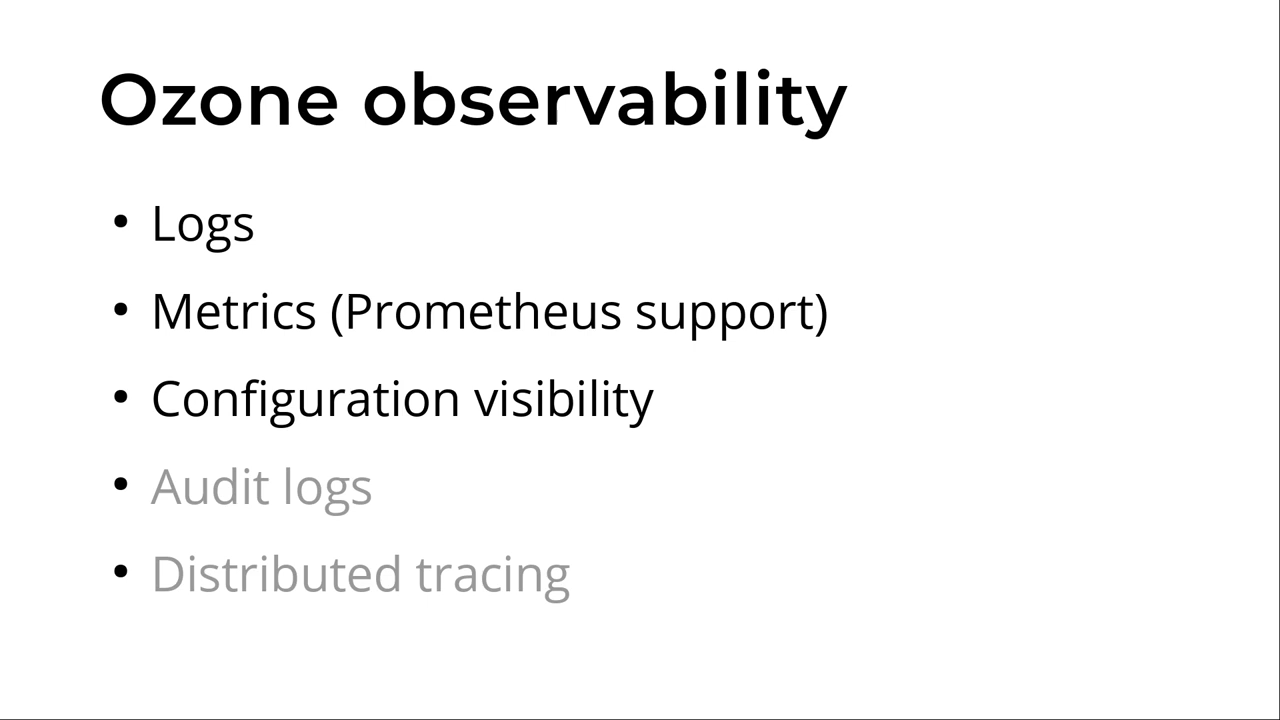 Ozone observability
• Logs
• Metrics (Prometheus support)
• Configuration visibility
• Audit logs
• Distributed tracing